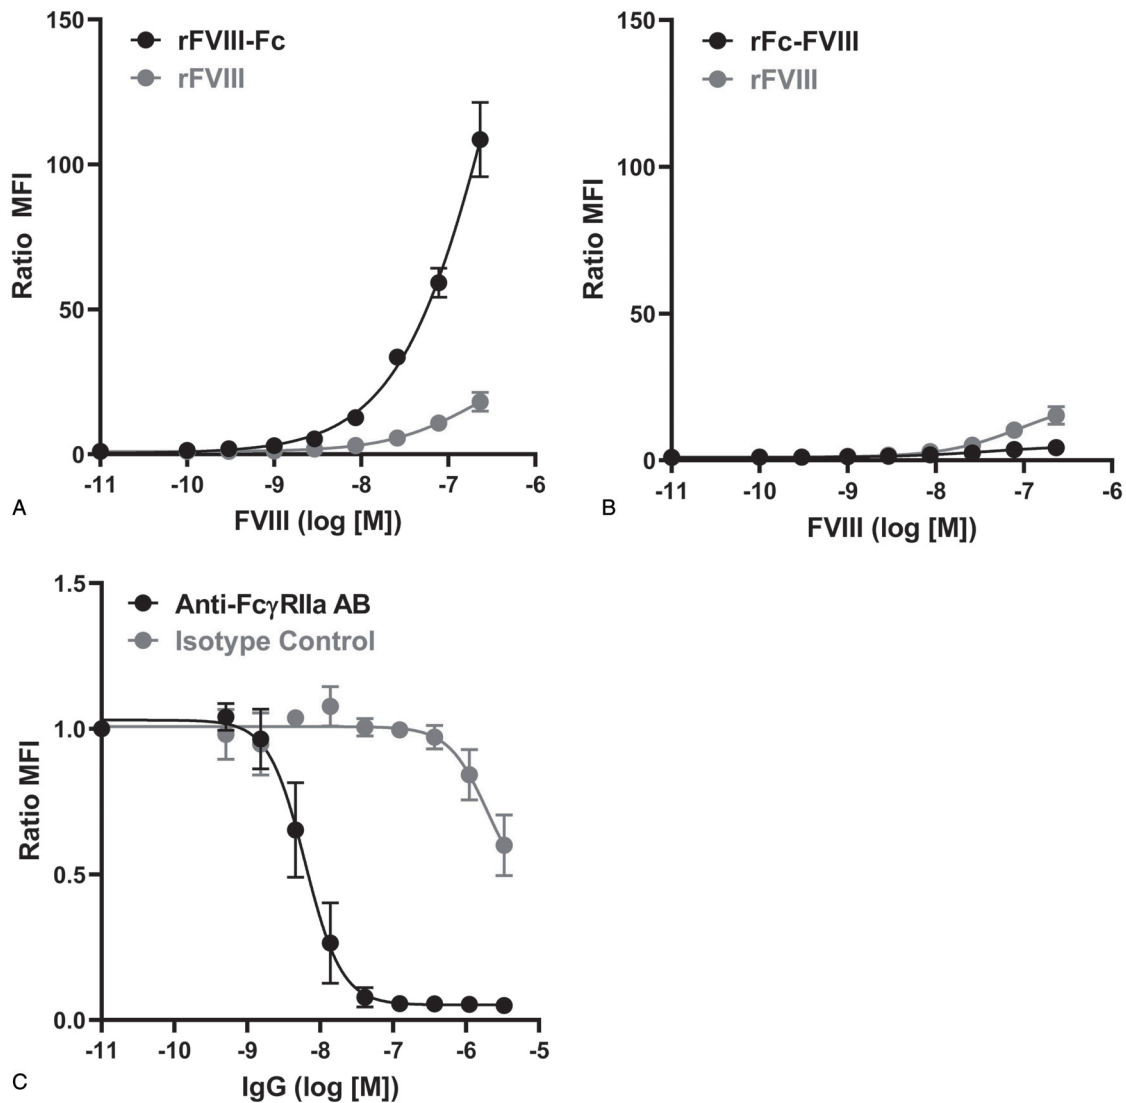 150
100
50
0
Ratio MFI
rFVIII-Fc
rFVIII
-11 -10 -9 -8 -7 -6
FVIII (log [M])
A
150
100
50
0
Ratio MFI
rFc-FVIII
rFVIII
-11 -10 -9 -8 -7 -6
FVIII (log [M])
B
1.5
1.0
0.5
0.0
Ratio MFI
Anti-FcγRIIa AB
Isotype Control
-11 -10 -9 -8 -7 -6 -5
IgG (log [M])
C